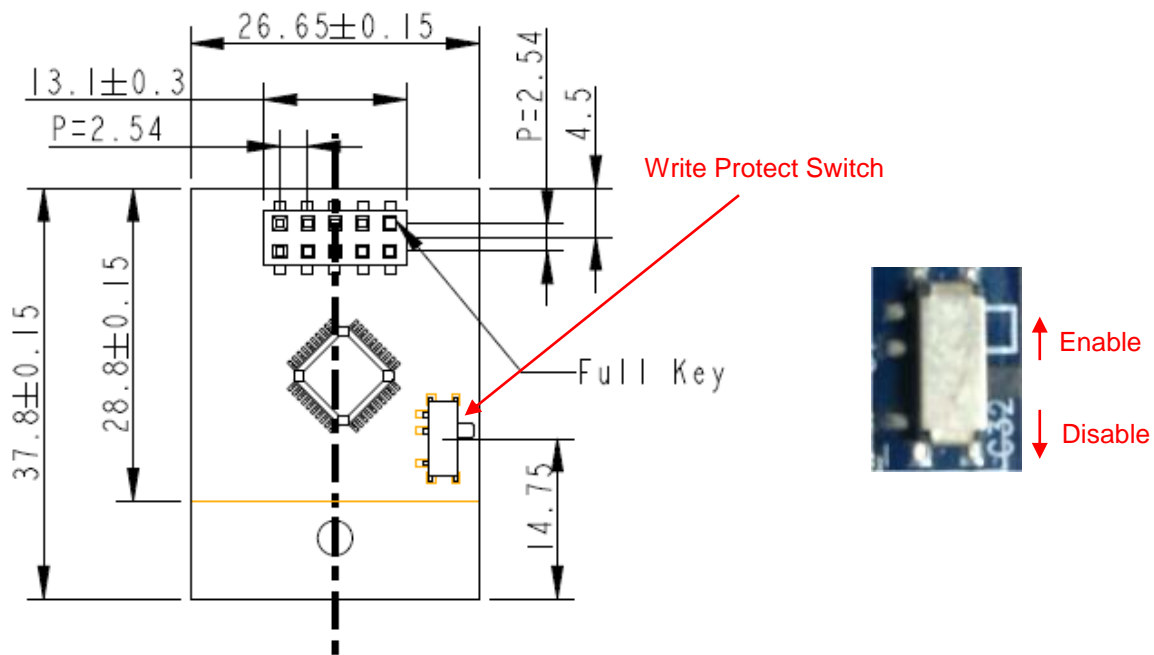 26.65±0.15
13.1±0.3
P=2.54
P=2.54
4.5
Write Protect Switch
37.8±0.15
28.8±0.15
Full Key
14.75
Enable
Disable
C32